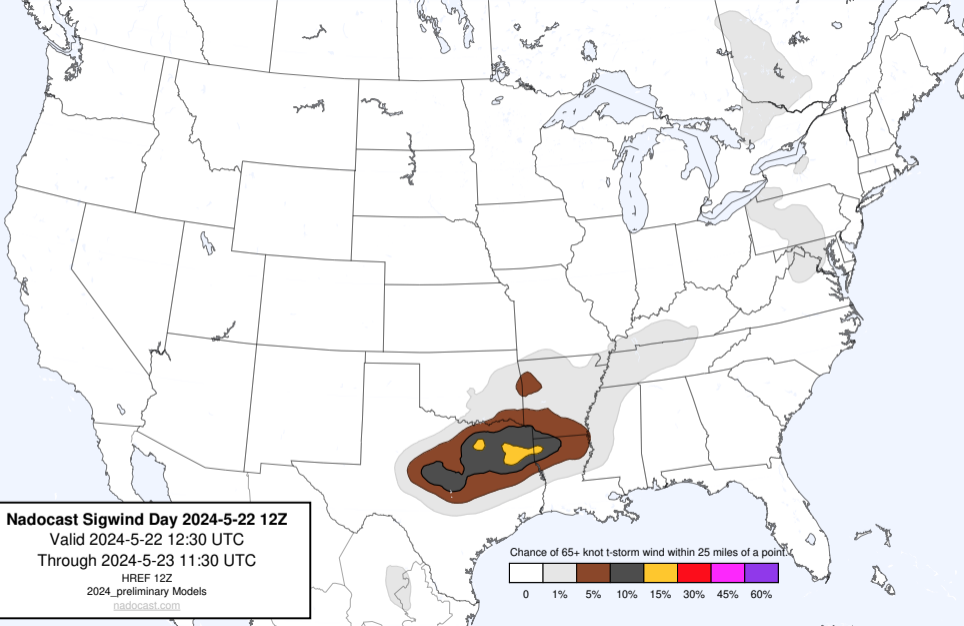 Nadocast Sigwind Day 2024-5-22 12Z
Valid 2024-5-22 12:30 UTC
Through 2024-5-23 11:30 UTC
HREF 12Z
2024_preliminary Models
nadocast.com
Chance of 65+ knot t-storm wind within 25 miles of a point.
0 1% 5% 10% 15% 30% 45% 60%